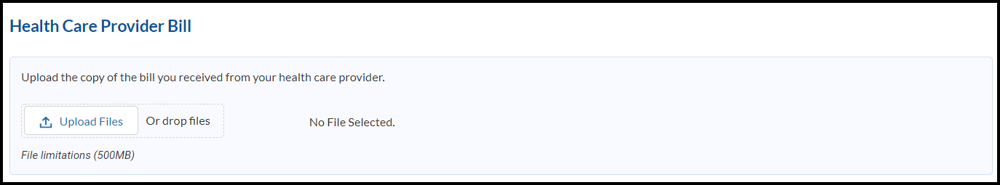 Health Care Provider Bill
Upload the copy of the bill you received from your health care provider.
Upload Files Or drop files No File Selected.
File limitations (500MB)